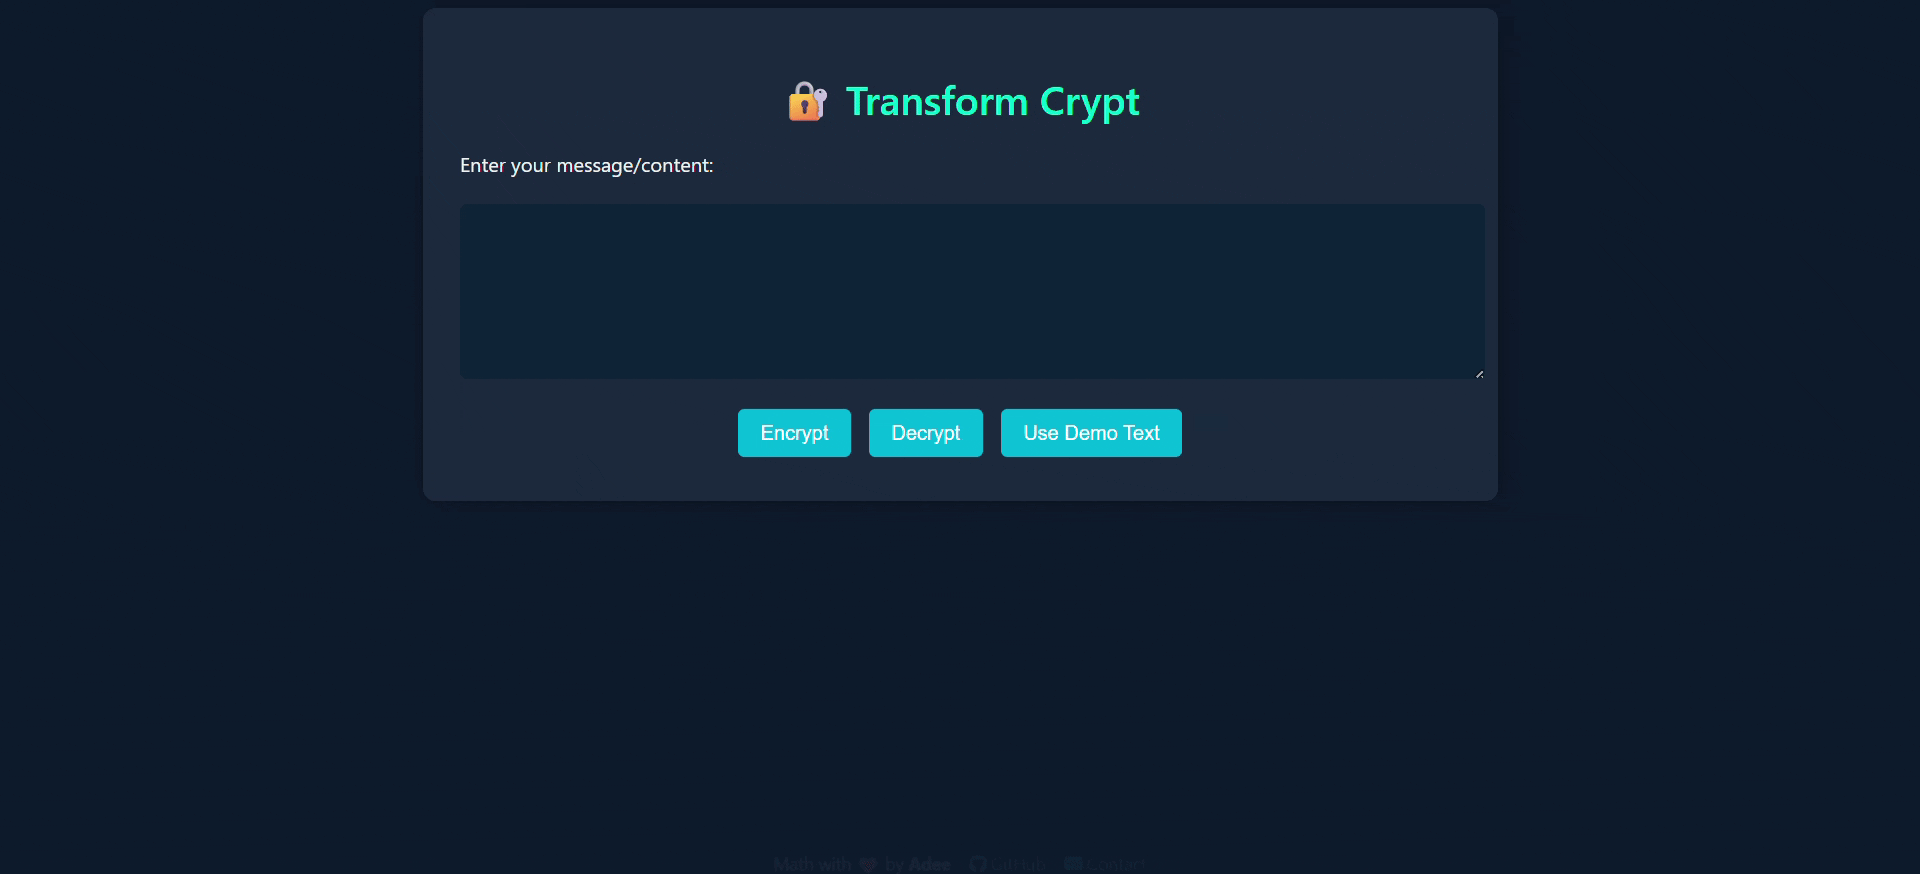 Transform Crypt
Enter your message/content:
Encrypt
Decrypt
Use Demo Text
Math with by Adee GitHub Contact